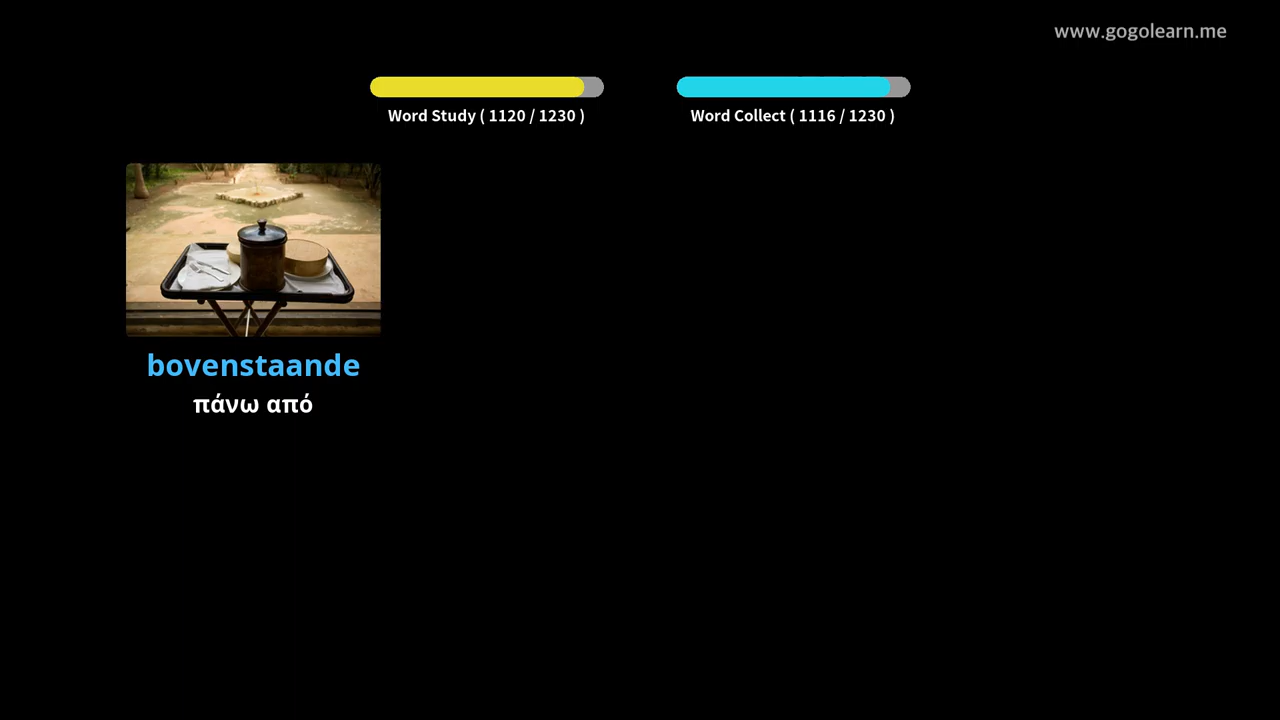 www.gogolearn.me
Word Study ( 1120 / 1230 )
Word Collect ( 1116 / 1230 )
bovenstaande
πάνω από